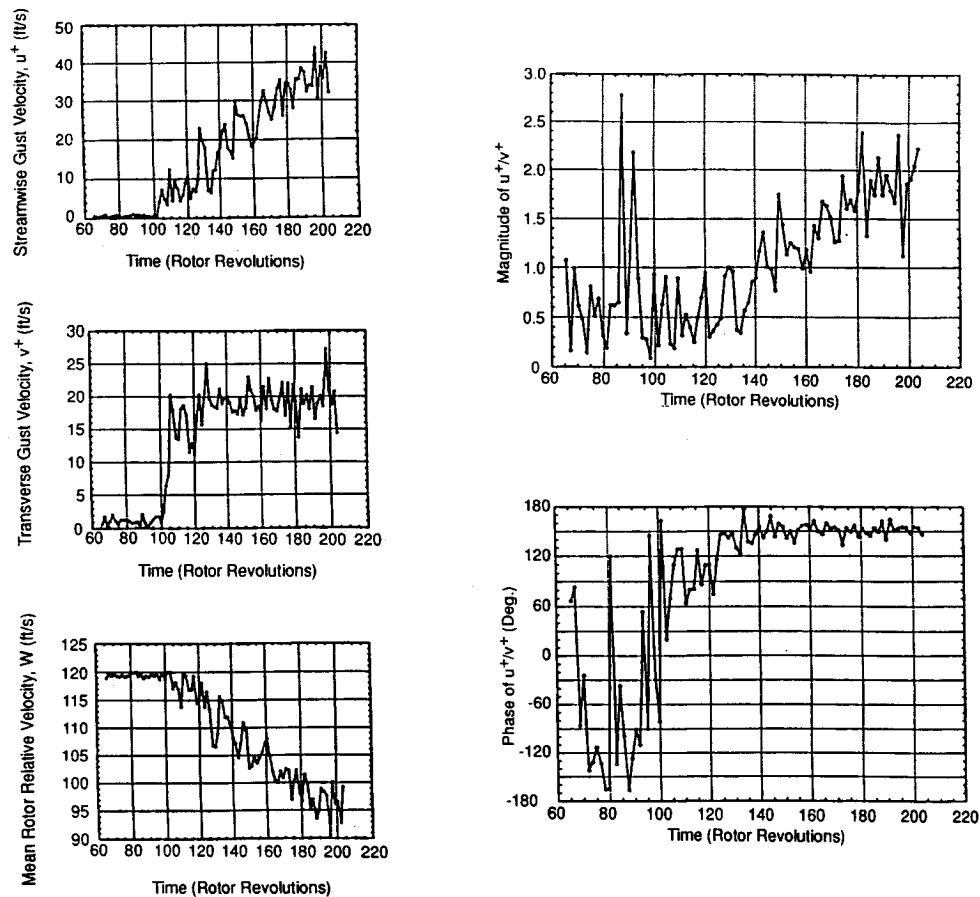 Streamwise Gust Velocity, u+ (ft/s)
50
40
30
20
10
0
60 80 100 120 140 160 180 200 220
Time (Rotor Revolutions)
Transverse Gust Velocity, v+ (ft/s)
30
25
20
15
10
5
0
60 80 100 120 140 160 180 200 220
Time (Rotor Revolutions)
Mean Rotor Relative Velocity, W (ft/s)
120
115
110
105
100
95
90
60 80 100 120 140 160 180 200 220
Time (Rotor Revolutions)
Magnitude of u+/v+
3.0
2.5
2.0
1.5
1.0
0.5
0
60 80 100 120 140 160 180 200 220
Time (Rotor Revolutions)
Phase of u+/v+ (Deg.)
180
120
60
0
-60
-120
-180
60 80 100 120 140 160 180 200 220
Time (Rotor Revolutions)